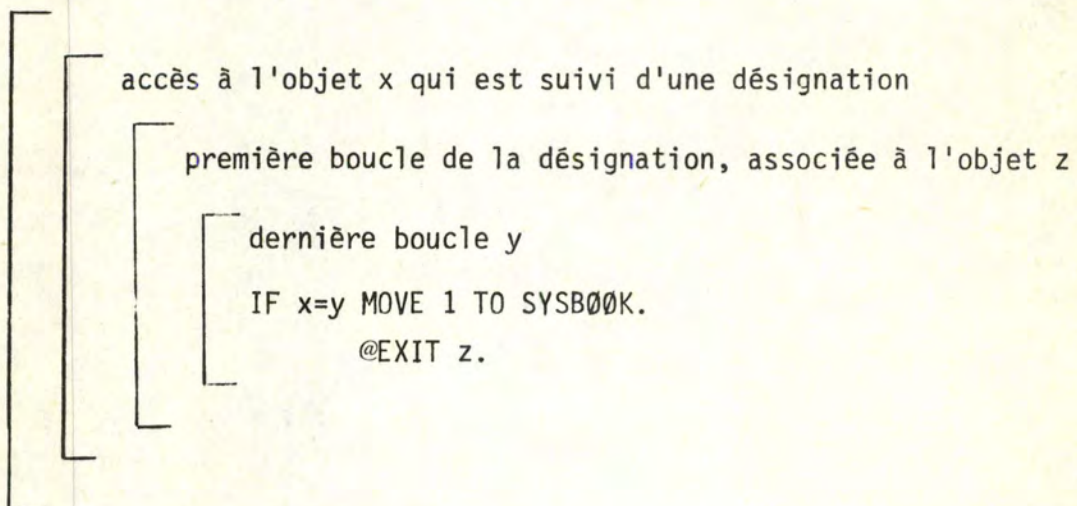 accès à l'objet x qui est suivi d'une désignation
première boucle de la désignation, associée à l'objet z
dernière boucle y
IF x=y MOVE 1 TO SYSBØØK.
@EXIT z.